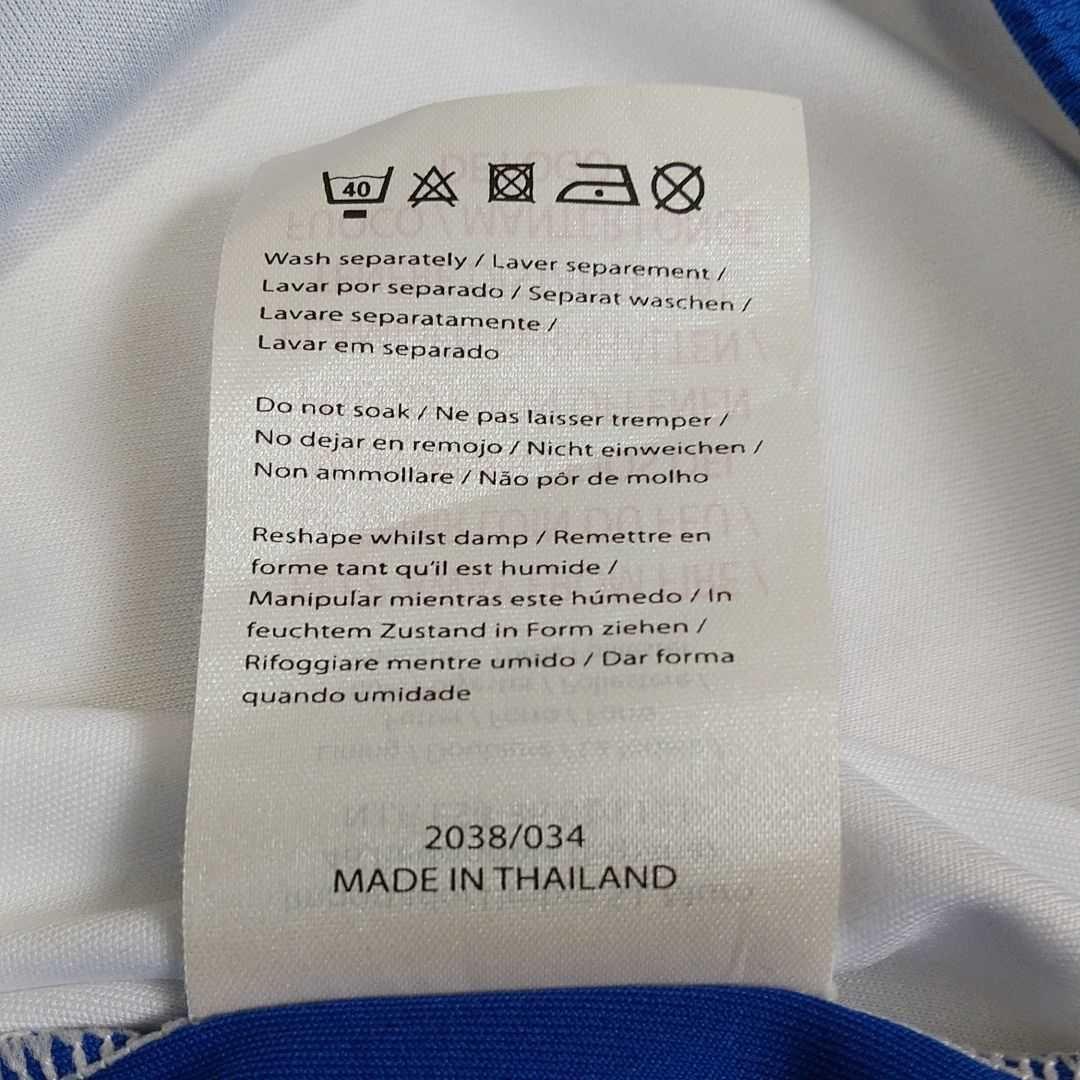 40
Wash separately / Laver separement /
Lavar por separado / Separat waschen /
Lavare separatamente /
Lavar em separado
Do not soak / Ne pas laisser tremper /
No dejar en remojo / Nicht einweichen /
Non ammollare / Não pôr de molho
Reshape whilst damp / Remettre en
forme tant qu'il est humide /
Manipular mientras este húmedo / In
feuchtem Zustand in Form ziehen /
Rifoggiare mentre umido / Dar forma
quando umidade
2038/034
MADE IN THAILAND